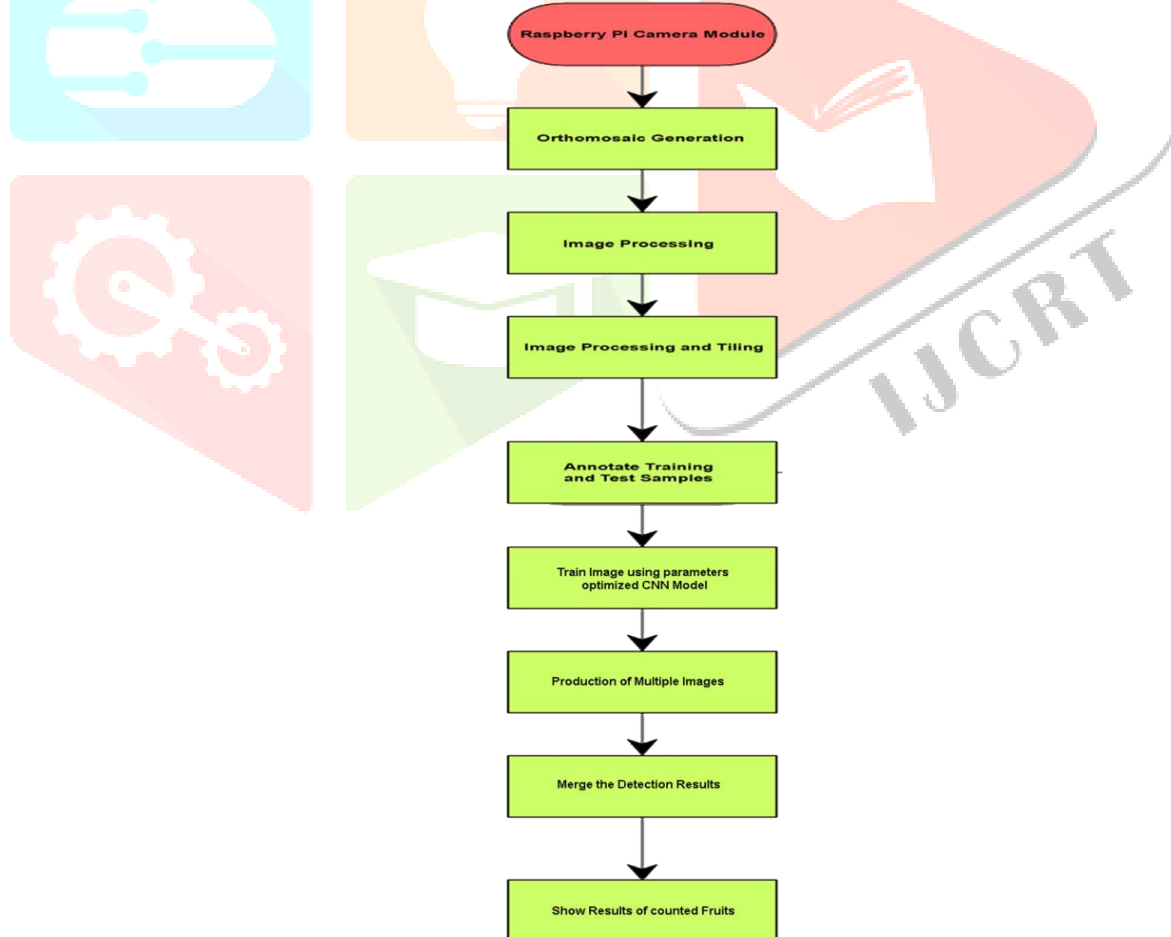 Raspberry Pi Camera Module
Orthomosaic Generation
Image Processing
Image Processing and Tiling
IJCRT
Annotate Training
and Test Samples
Train Image using parameters
optimized CNN Model
Production of Multiple Images
Merge the Detection Results
Show Results of counted Fruits